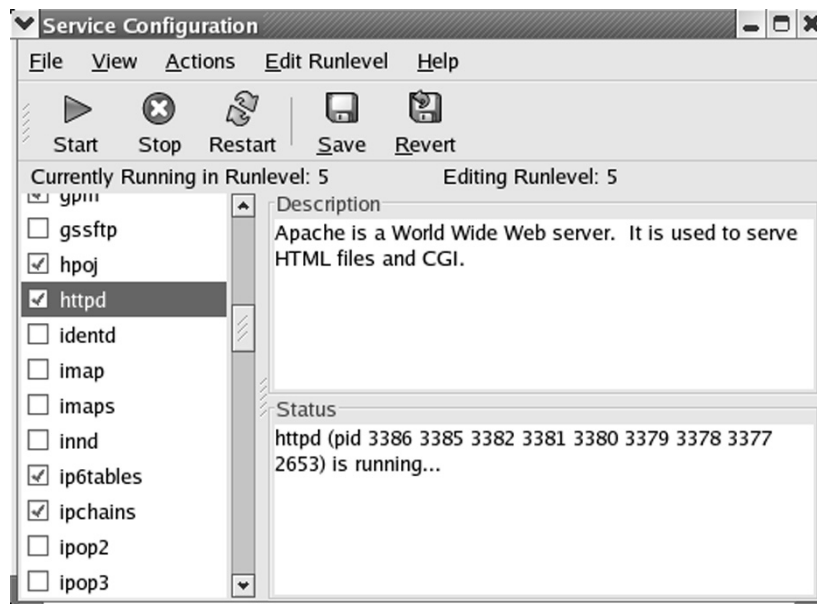 Service Configuration
File View Actions Edit Runlevel Help
Start Stop Restart Save Revert
Currently Running in Runlevel: 5 Editing Runlevel: 5
gpm
gssftp
hpoj
httpd
identd
imap
imaps
innd
ip6tables
ipchains
ipop2
ipop3
Description
Apache is a World Wide Web server. It is used to serve
HTML files and CGI.
Status
httpd (pid 3386 3385 3382 3381 3380 3379 3378 3377
2653) is running...